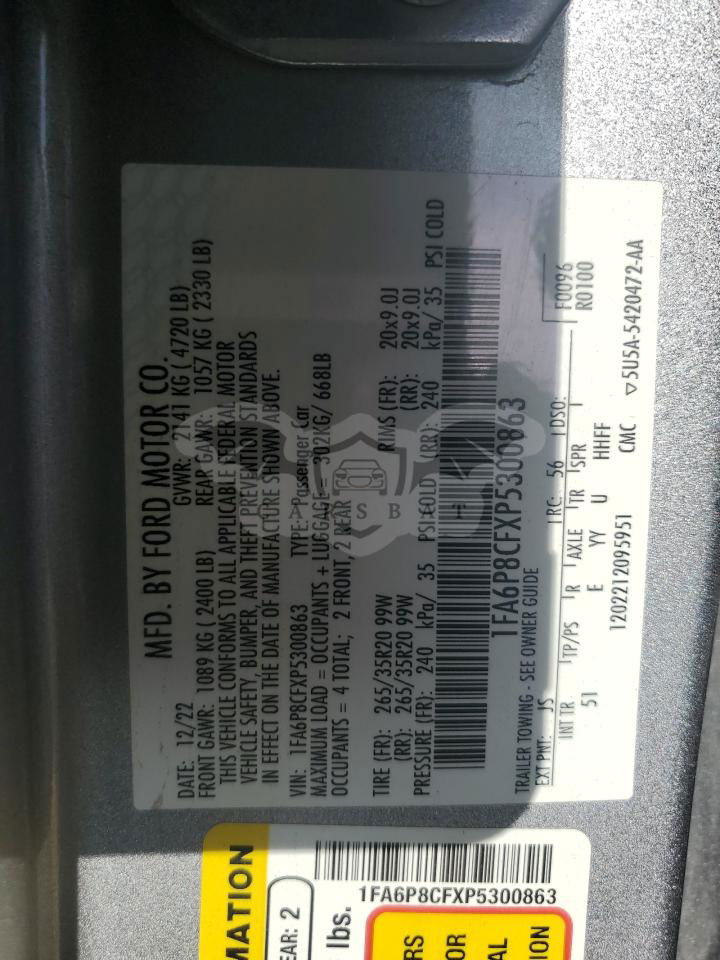 MFD. BY FORD MOTOR CO.
DATE: 12/22 GVWR: 2141 KG ( 4720 LB)
FRONT GAWR: 1089 KG (2400 LB) REAR GAWR: 1057 KG ( 2330 LB)
THIS VEHICLE CONFORMS TO ALL APPLICABLE FEDERAL MOTOR
VEHICLE SAFETY, BUMPER, AND THEFT PREVENTION STANDARDS
IN EFFECT ON THE DATE OF MANUFACTURE SHOWN ABOVE.
VIN: 1FA6P8CFXP5300863 TYPE: Passenger Car
MAXIMUM LOAD = OCCUPANTS + LUGGAGE = 302KG/ 668LB
OCCUPANTS = 4 TOTAL; 2 FRONT, 2 REAR
TIRE (FR): 265/35R20 99W RIMS (FR): 20x9.0J
(RR): 265/35R20 99W (RR): 20x9.0J
PRESSURE (FR): 240 kPa/ 35 PSI COLD (RR): 240 kPa/ 35 PSI COLD
1FA6P8CFXP5300863
TRAILER TOWING - SEE OWNER GUIDE F0096
EXT PNT: JS RC: 56 DSO: R0100
INT TR TP/PS R AXLE TR SPR
51 E YY U HHFF
1202212095951 CMC 5U5A-5420472-AA
CARSBIE
1FA6P8CFXP5300863
MATION
EAR: 2
lbs.
RS
OR
AL
ION